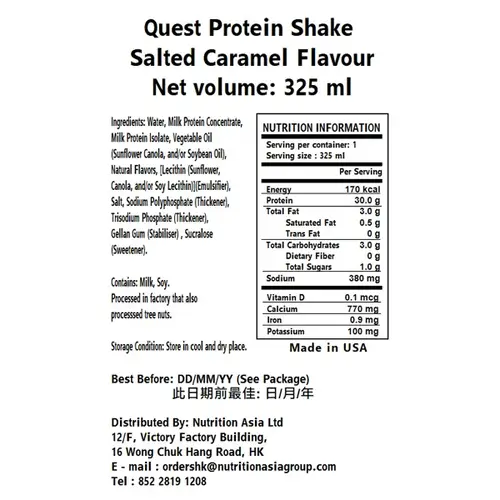 Quest Protein Shake
Salted Caramel Flavour
Net volume: 325 ml
Ingredients: Water, Milk Protein Concentrate,
Milk Protein Isolate, Vegetable Oil
(Sunflower Canola, and/or Soybean Oil),
Natural Flavors, [Lecithin (Sunflower,
Canola, and/or Soy Lecithin)](Emulsifier),
Salt, Sodium Polyphosphate (Thickener),
Trisodium Phosphate (Thickener),
Gellan Gum (Stabiliser) , Sucralose
(Sweetener).
Contains: Milk, Soy.
Processed in factory that also
processsed tree nuts.
Storage Condition: Store in cool and dry place.
NUTRITION INFORMATION
Serving per container: 1
Serving size : 325 ml
Per Serving
Energy 170 kcal
Protein 30.0 g
Total Fat 3.0 g
Saturated Fat 0.5 g
Trans Fat 0 g
Total Carbohydrates 3.0 g
Dietary Fiber 0 g
Total Sugars 1.0 g
Sodium 380 mg
Vitamin D 0.1 mcg
Calcium 770 mg
Iron 0.9 mg
Potassium 100 mg
Made in USA
Best Before: DD/MM/YY (See Package)
此日期前最佳: 日/月/年
Distributed By: Nutrition Asia Ltd
12/F, Victory Factory Building,
16 Wong Chuk Hang Road, HK
E - mail : ordershk@nutritionasiagroup.com
Tel : 852 2819 1208